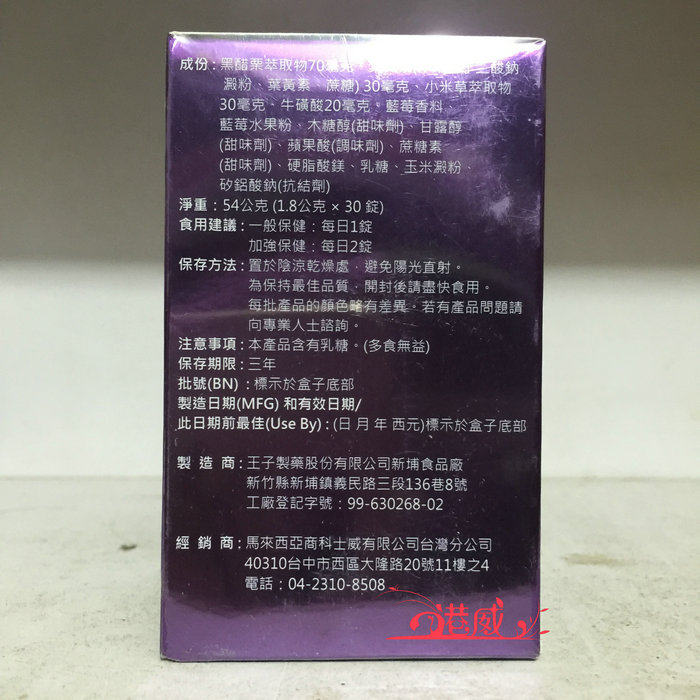 成份：黑醋栗萃取物70毫克、 二酸鈉
澱粉、葉黃素 蔗糖) 30毫克、小米草萃取物
30毫克、牛磺酸20毫克、藍莓香料、
藍莓水果粉、木糖醇(甜味劑)、甘露醇
(甜味劑)、蘋果酸(調味劑)、蔗糖素
(甜味劑)、硬脂酸鎂、乳糖、玉米澱粉、
矽鋁酸鈉(抗結劑)
淨重：54公克 (1.8公克 × 30 錠)
食用建議：一般保健：每日1錠
加強保健：每日2錠
保存方法：置於陰涼乾燥處，避免陽光直射。
為保持最佳品質，開封後請盡快食用。
每批產品的顏色略有差異。若有產品問題請
向專業人士諮詢。
注意事項：本產品含有乳糖。(多食無益)
保存期限：三年
批號(BN)：標示於盒子底部
製造日期(MFG) 和有效日期/
此日期前最佳(Use By)：(日 月 年 西元)標示於盒子底部
製造商：王子製藥股份有限公司新埔食品廠
新竹縣新埔鎮義民路三段136巷8號
工廠登記字號：99-630268-02
經銷商：馬來西亞商科士威有限公司台灣分公司
40310台中市西區大隆路20號11樓之4
電話：04-2310-8508
港威